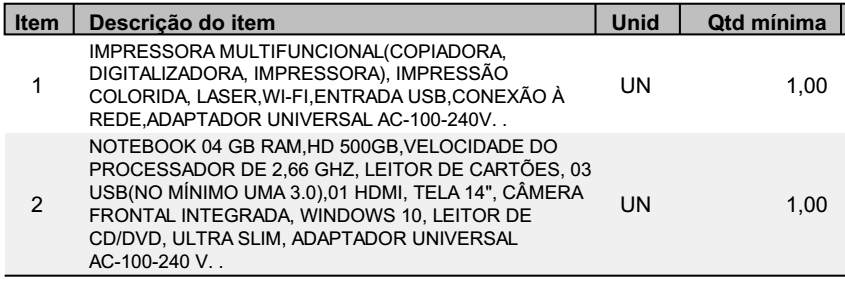 Item Descrição do item Unid Qtd mínima
IMPRESSORA MULTIFUNCIONAL(COPIADORA,
DIGITALIZADORA, IMPRESSORA), IMPRESSÃO
1 COLORIDA, LASER,WI-FI,ENTRADA USB,CONEXÃO À UN 1,00
REDE,ADAPTADOR UNIVERSAL AC-100-240V. .
NOTEBOOK 04 GB RAM,HD 500GB,VELOCIDADE DO
PROCESSADOR DE 2,66 GHZ, LEITOR DE CARTÕES, 03
USB(NO MÍNIMO UMA 3.0),01 HDMI, TELA 14", CÂMERA
2 FRONTAL INTEGRADA, WINDOWS 10, LEITOR DE UN 1,00
CD/DVD, ULTRA SLIM, ADAPTADOR UNIVERSAL
AC-100-240 V. .